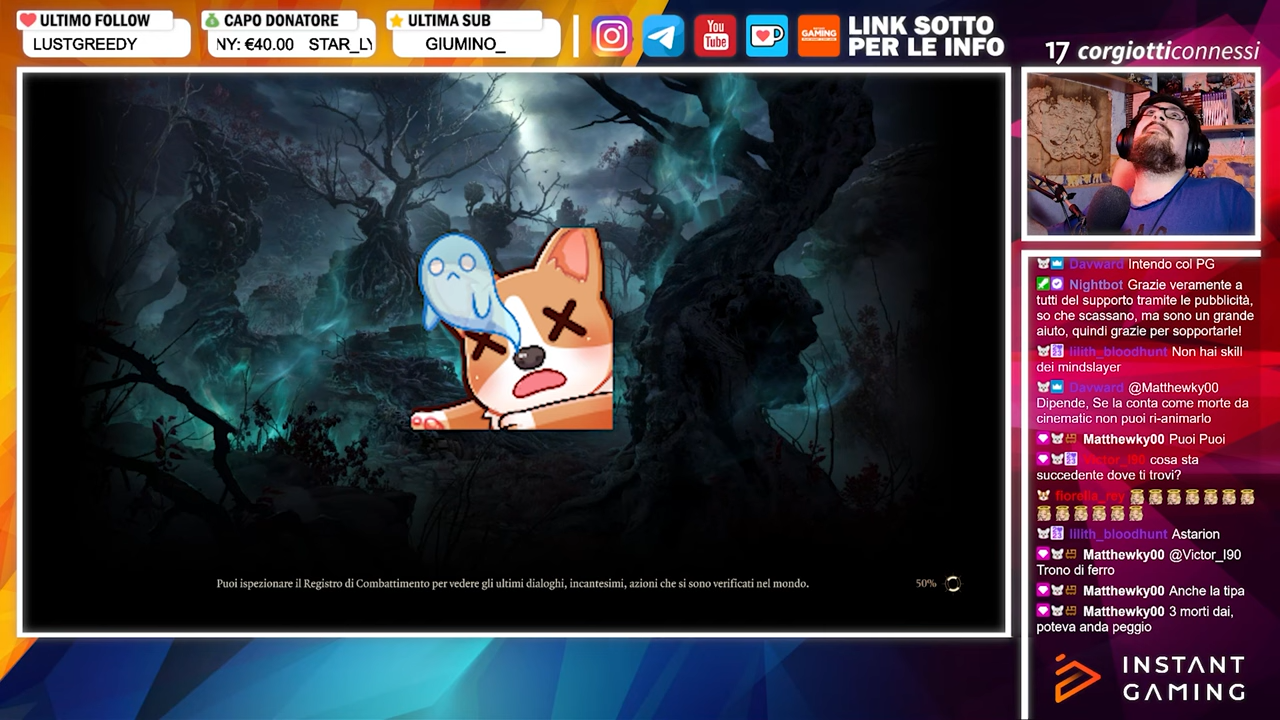 ULTIMO FOLLOW
LUSTGREEDY
CAPO DONATORE
NY: €40.00 STAR_LY
ULTIMA SUB
GIUMINO_
You
Tube
GAMING
LINK SOTTO
PER LE INFO
17 corgiotticonnessi
Davward Intendo col PG
Nightbot Grazie veramente a
tutti del supporto tramite le pubblicità,
so che scassano, ma sono un grande
aiuto, quindi grazie per sopportarle!
lilith_bloodhunt Non hai skill
dei mindslayer
Davward @Matthewky00
Dipende, Se la conta come morte da
cinematic non puoi ri-animarlo
Matthewky00 Puoi Puoi
Victor_l90 cosa sta
succedente dove ti trovi?
fiorella_rey
lilith_bloodhunt Astarion
Matthewky00 @Victor_l90
Trono di ferro
Matthewky00 Anche la tipa
Matthewky00 3 morti dai,
poteva anda peggio
Puoi ispezionare il Registro di Combattimento per vedere gli ultimi dialoghi, incantesimi, azioni che si sono verificati nel mondo.
50%
INSTANT
GAMING